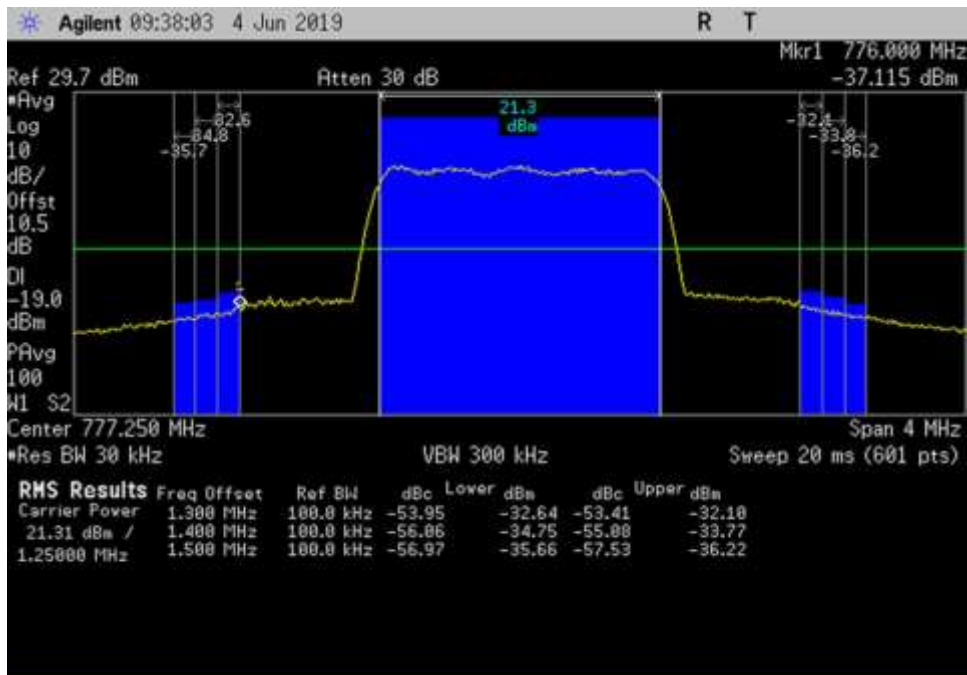 Agilent 09:38:03 4 Jun 2019 R T
Mkr1 776.000 MHz
Ref 29.7 dBm Atten 30 dB -37.115 dBm
#Avg
Log
10
dB/
Offst
10.5
dB
DI
-19.0
dBm
PAvg
100
W1 S2
21.3
dBm
-32.6
-34.8
-35.7
-32.1
-33.8
-36.2
1
Center 777.250 MHz Span 4 MHz
#Res BW 30 kHz VBW 300 kHz Sweep 20 ms (601 pts)
RMS Results Freq Offset Ref BW dBc Lower dBm dBc Upper dBm
Carrier Power 1.300 MHz 100.0 kHz -53.95 -32.64 -53.41 -32.10
21.31 dBm / 1.400 MHz 100.0 kHz -56.06 -34.75 -55.08 -33.77
1.25000 MHz 1.500 MHz 100.0 kHz -56.97 -35.66 -57.53 -36.22